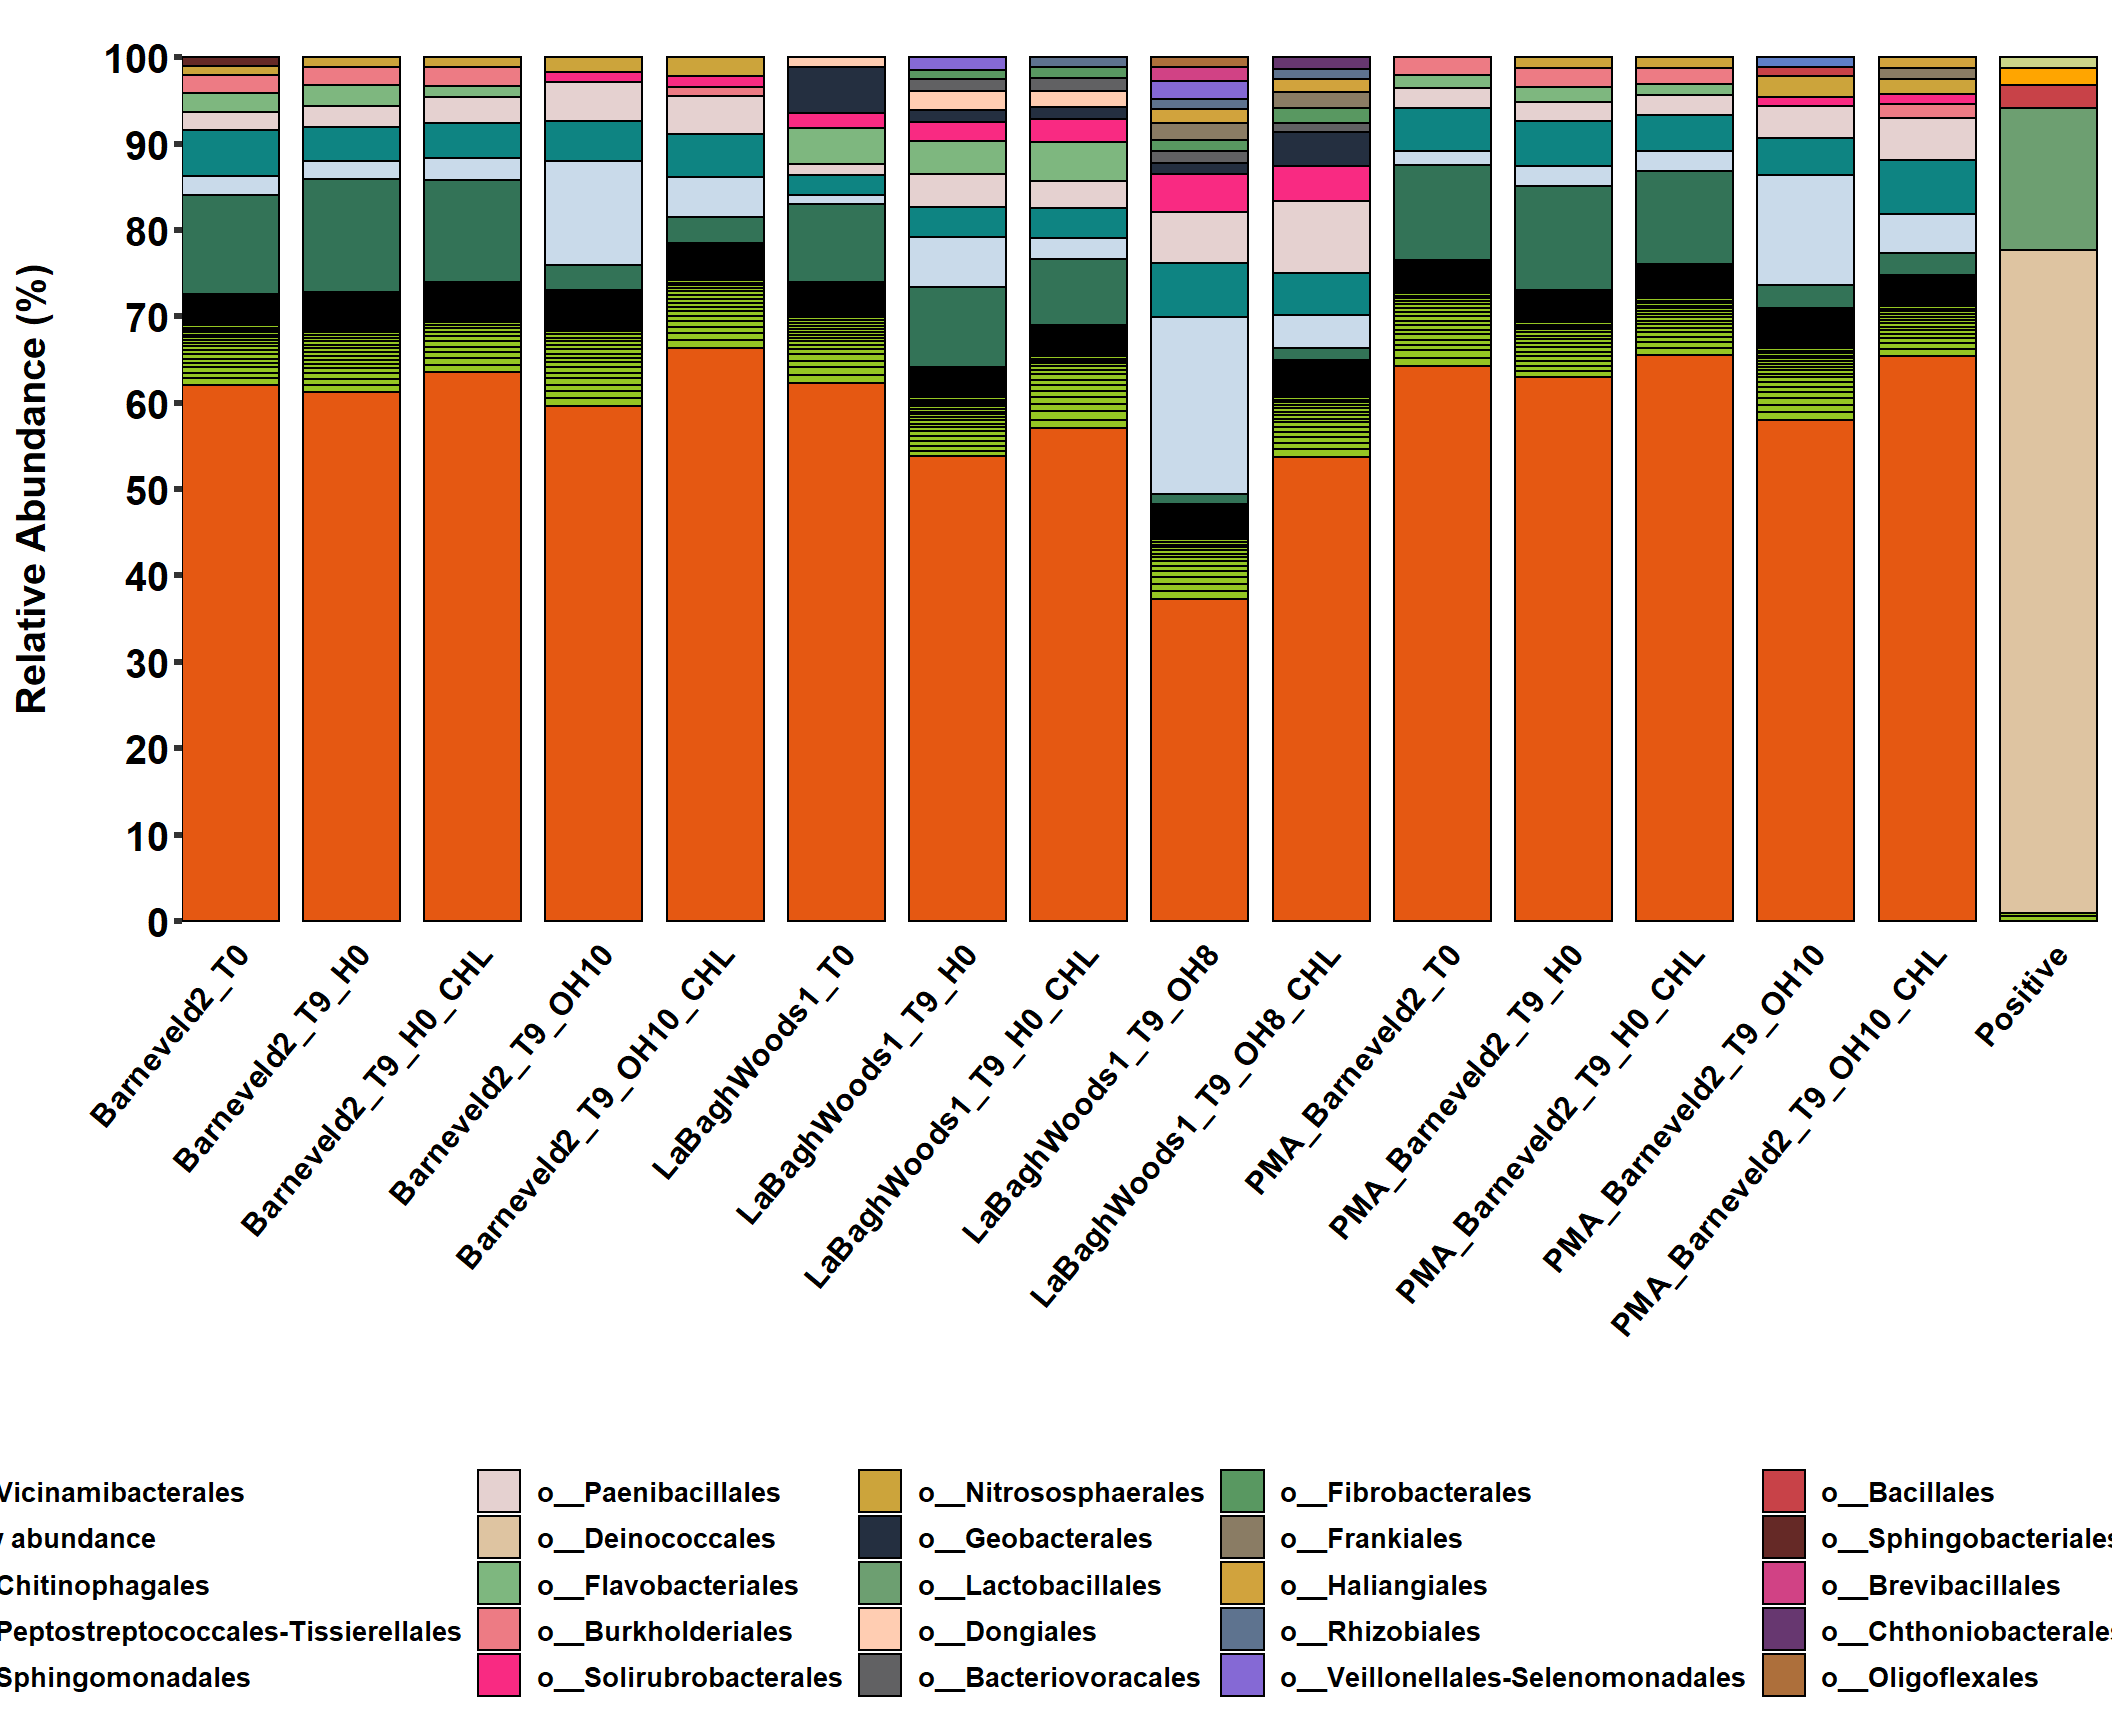 Relative Abundance (%)
100
90
80
70
60
50
40
30
20
10
0
Barneveld2_T0
Barneveld2_T9_H0
Barneveld2_T9_H0_CHL
Barneveld2_T9_OH10
Barneveld2_T9_OH10_CHL
LaBaghWoods1_T0
LaBaghWoods1_T9_H0
LaBaghWoods1_T9_H0_CHL
LaBaghWoods1_T9_OH8
LaBaghWoods1_T9_OH8_CHL
PMA_Barneveld2_T0
PMA_Barneveld2_T9_H0
PMA_Barneveld2_T9_H0_CHL
PMA_Barneveld2_T9_OH10
PMA_Barneveld2_T9_OH10_CHL
Positive
Vicinamibacterales o__Paenibacillales o__Nitrososphaerales o__Fibrobacterales o__Bacillales
abundance o__Deinococcales o__Geobacterales o__Frankiales o__Sphingobacteriales
Chitinophagales o__Flavobacteriales o__Lactobacillales o__Haliangiales o__Brevibacillales
Peptostreptococcales-Tissierellales o__Burkholderiales o__Dongiales o__Rhizobiales o__Chthoniobacterales
Sphingomonadales o__Solirubrobacterales o__Bacteriovoracales o__Veillonellales-Selenomonadales o__Oligoflexales